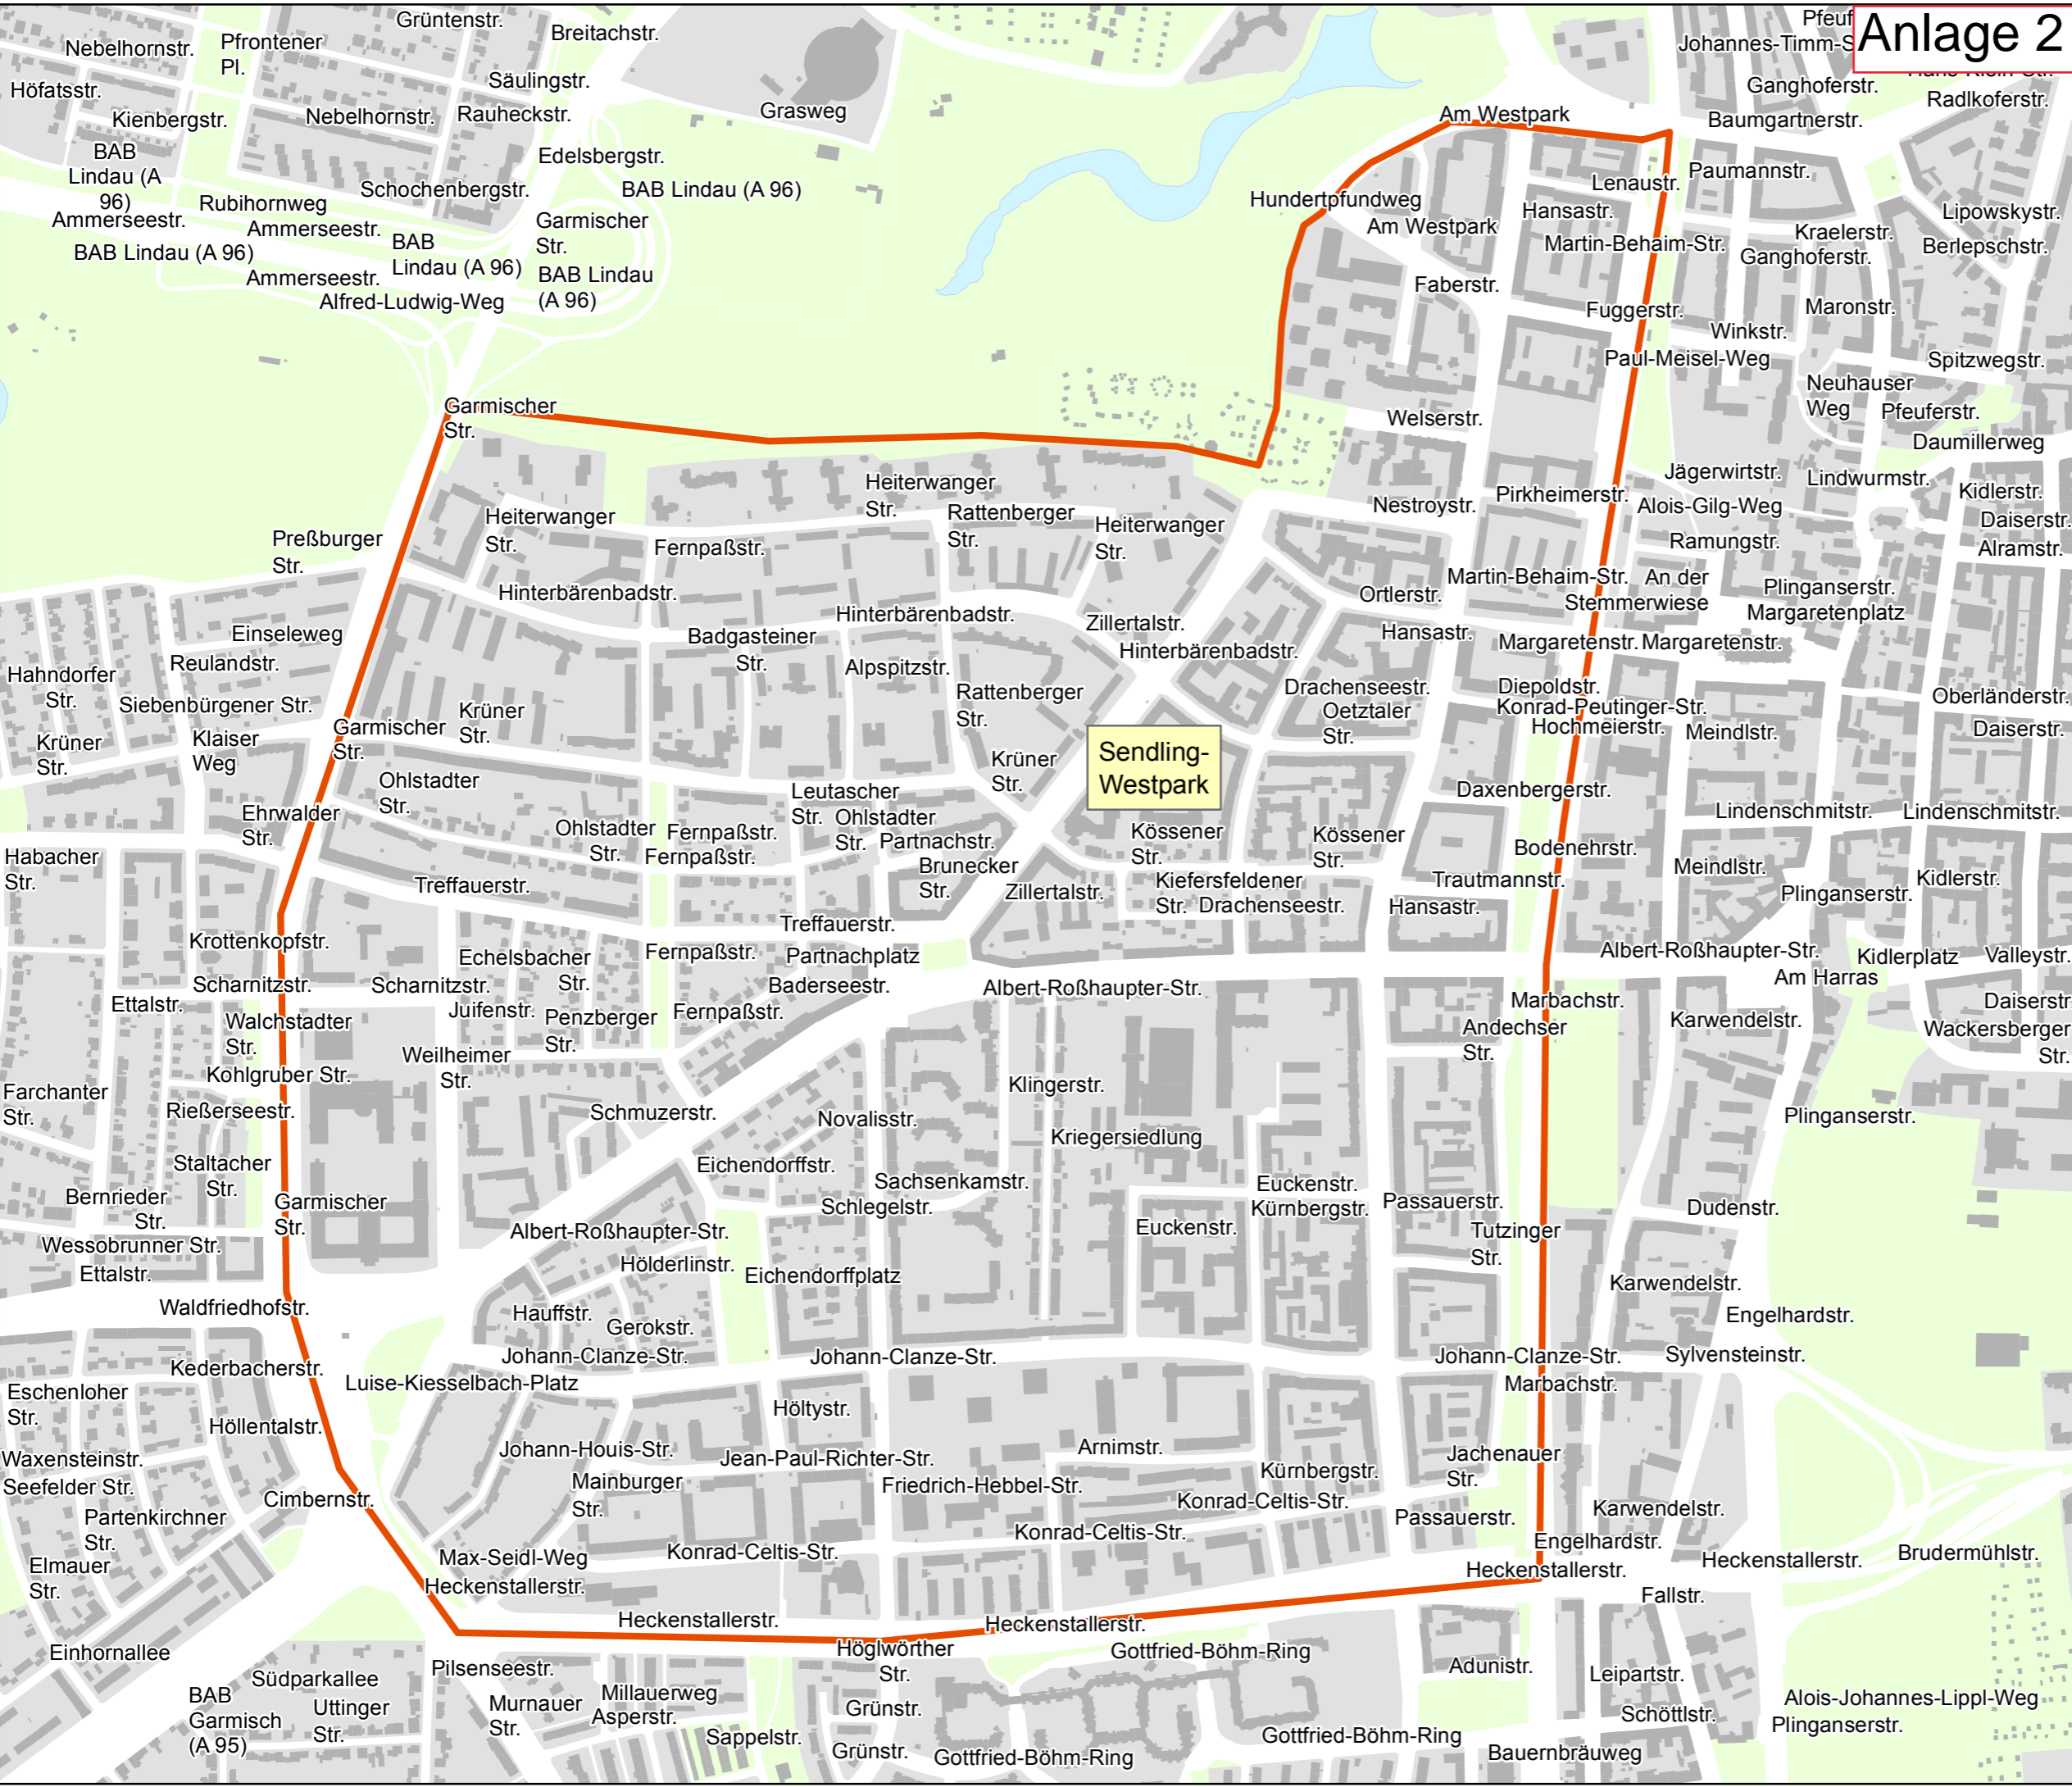 Grüntenstr.
Breitachstr.
Pfeuf
Anlage 2
Johannes-Timm-S
Nebelhornstr.
Pfrontener
Pl.
Säulingstr.
Höfatsstr.
Ganghoferstr.
Radlkoferstr.
Kienbergstr.
Nebelhornstr.
Rauheckstr.
Grasweg
Am Westpark
Baumgartnerstr.
BAB
Lindau (A
96)
Edelsbergstr.
Schochenbergstr.
BAB Lindau (A 96)
Lenaustr.
Paumannstr.
Rubihornweg
Hundertpfundweg
Hansastr.
Lipowskystr.
Ammerseestr.
Ammerseestr.
Garmischer
Str.
Am Westpark
Martin-Behaim-Str.
Kraelerstr.
Berlepschstr.
BAB Lindau (A 96)
BAB
Lindau (A 96)
Ganghoferstr.
Ammerseestr.
BAB Lindau
(A 96)
Faberstr.
Alfred-Ludwig-Weg
Fuggerstr.
Maronstr.
Winkstr.
Paul-Meisel-Weg
Spitzwegstr.
Neuhauser
Weg
Garmischer
Str.
Welserstr.
Pfeuferstr.
Daumillerweg
Heiterwanger
Str.
Jägerwirtstr.
Lindwurmstr.
Kidlerstr.
Pirkheimerstr.
Nestroystr.
Alois-Gilg-Weg
Heiterwanger
Str.
Rattenberger
Str.
Heiterwanger
Str.
Daiserstr.
Preßburger
Str.
Fernpaßstr.
Ramungstr.
Alramstr.
Hinterbärenbadstr.
Martin-Behaim-Str.
An der
Stemmerwiese
Plinganserstr.
Ortlerstr.
Hinterbärenbadstr.
Margaretenplatz
Einseleweg
Badgasteiner
Str.
Zillertalstr.
Hansastr.
Margaretenstr.
Margaretenstr.
Reulandstr.
Hinterbärenbadstr.
Hahndorfer
Str.
Alpspitzstr.
Rattenberger
Str.
Drachenseestr.
Diepoldstr.
Siebenbürgener Str.
Krüner
Str.
Oetztaler
Str.
Konrad-Peutinger-Str.
Oberländerstr.
Garmischer
Str.
Hochmeierstr.
Meindlstr.
Daiserstr.
Krüner
Str.
Klaiser
Weg
Sendling-
Westpark
Krüner
Str.
Ohlstadter
Str.
Leutascher
Str.
Daxenbergerstr.
Ehrwalder
Str.
Ohlstadter
Str.
Lindenschmitstr.
Lindenschmitstr.
Ohlstadter
Str.
Fernpaßstr.
Partnachstr.
Kössener
Str.
Kössener
Str.
Habacher
Str.
Fernpaßstr.
Bodenehrstr.
Brunecker
Str.
Meindlstr.
Treffauerstr.
Zillertalstr.
Kiefersfeldener
Str.
Trautmannstr.
Kidlerstr.
Plinganserstr.
Drachenseestr.
Hansastr.
Treffauerstr.
Krottenkopfstr.
Echelsbacher
Str.
Fernpaßstr.
Partnachplatz
Albert-Roßhaupter-Str.
Kidlerplatz
Valleystr.
Scharnitzstr.
Scharnitzstr.
Baderseestr.
Albert-Roßhaupter-Str.
Am Harras
Ettalstr.
Juifenstr.
Fernpaßstr.
Marbachstr.
Daiserstr
Walchstadter
Str.
Penzberger
Str.
Andechser
Str.
Karwendelstr.
Wackersberger
Str.
Weilheimer
Str.
Kohlgruber Str.
Farchanter
Str.
Klingerstr.
Rießerseestr.
Schmuzerstr.
Novalisstr.
Plinganserstr.
Kriegersiedlung
Staltacher
Str.
Eichendorffstr.
Sachsenkamstr.
Euckenstr.
Bernrieder
Str.
Garmischer
Str.
Schlegelstr.
Kürnbergstr.
Passauerstr.
Dudenstr.
Albert-Roßhaupter-Str.
Euckenstr.
Tutzinger
Str.
Wessobrunner Str.
Hölderlinstr.
Eichendorffplatz
Ettalstr.
Karwendelstr.
Waldfriedhofstr.
Hauffstr.
Gerokstr.
Engelhardstr.
Johann-Clanze-Str.
Johann-Clanze-Str.
Johann-Clanze-Str.
Sylvensteinstr.
Kederbacherstr.
Luise-Kiesselbach-Platz
Marbachstr.
Eschenloher
Str.
Höltystr.
Höllentalstr.
Johann-Houis-Str.
Arnimstr.
Waxensteinstr.
Jean-Paul-Richter-Str.
Jachenauer
Str.
Seefelder Str.
Mainburger
Str.
Friedrich-Hebbel-Str.
Kürnbergstr.
Cimbernstr.
Konrad-Celtis-Str.
Partenkirchner
Str.
Karwendelstr.
Passauerstr.
Konrad-Celtis-Str.
Engelhardstr.
Elmauer
Str.
Max-Seidl-Weg
Konrad-Celtis-Str.
Heckenstallerstr.
Brudermühlstr.
Heckenstallerstr.
Heckenstallerstr.
Fallstr.
Heckenstallerstr.
Heckenstallerstr.
Einhornallee
Höglwörther
Str.
Gottfried-Böhm-Ring
Südparkallee
Pilsenseestr.
Adunistr.
Leipartstr.
BAB
Garmisch
(A 95)
Uttinger
Str.
Murnauer
Str.
Millauerweg
Asperstr.
Grünstr.
Alois-Johannes-Lippl-Weg
Schöttlstr.
Plinganserstr.
Sappelstr.
Grünstr.
Gottfried-Böhm-Ring
Gottfried-Böhm-Ring
Bauernbräuweg